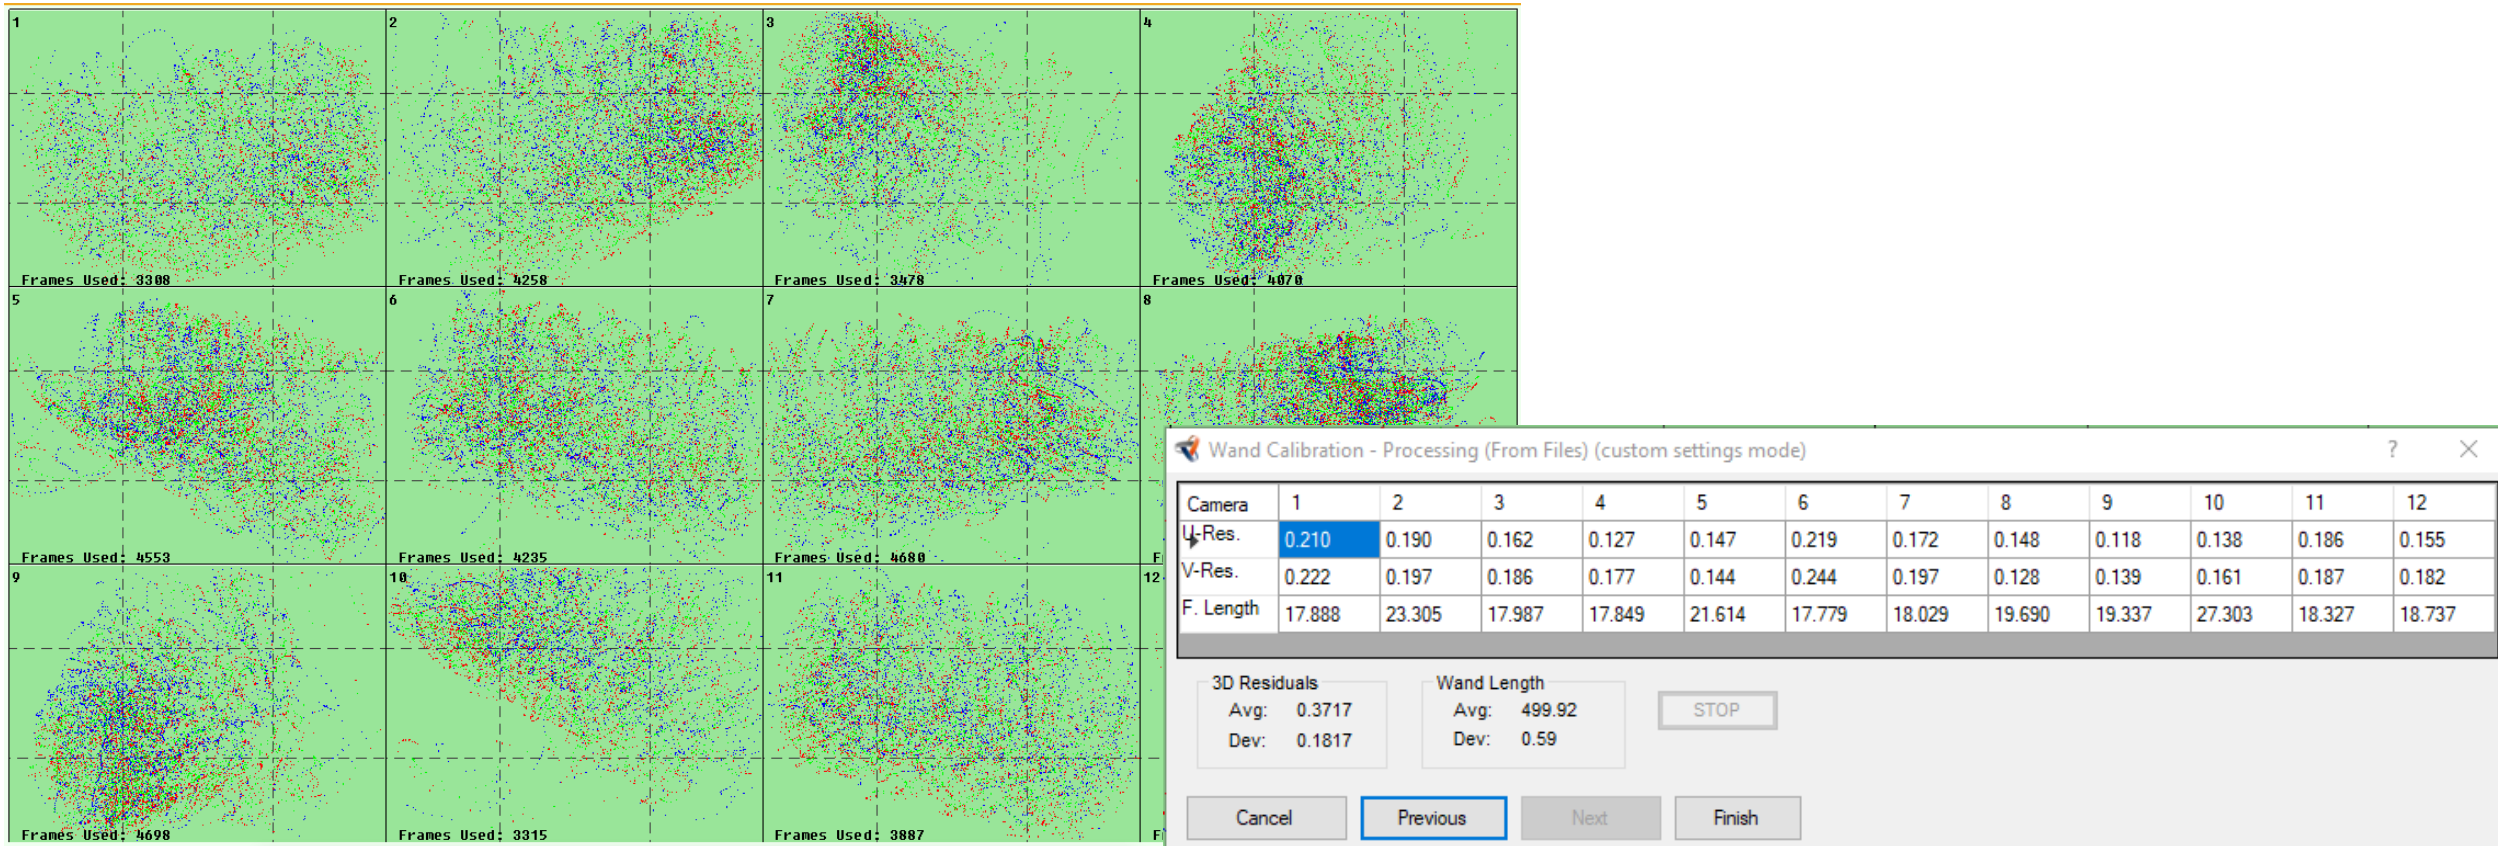 1 2 3 4
Frames Used: 3308 Frames Used: 4258 Frames Used: 3478 Frames Used: 4070
5 6 7 8
Frames Used: 4553 Frames Used: 4235 Frames Used: 4680 F
9 10 11 12
Frames Used: 4698 Frames Used: 3315 Frames Used: 3887 F
Wand Calibration - Processing (From Files) (custom settings mode)
Camera 1 2 3 4 5 6 7 8 9 10 11 12
U-Res. 0.210 0.190 0.162 0.127 0.147 0.219 0.172 0.148 0.118 0.138 0.186 0.155
V-Res. 0.222 0.197 0.186 0.177 0.144 0.244 0.197 0.128 0.139 0.161 0.187 0.182
F. Length 17.888 23.305 17.987 17.849 21.614 17.779 18.029 19.690 19.337 27.303 18.327 18.737
3D Residuals
Avg: 0.3717
Dev: 0.1817
Wand Length
Avg: 499.92
Dev: 0.59
STOP
Cancel Previous Next Finish